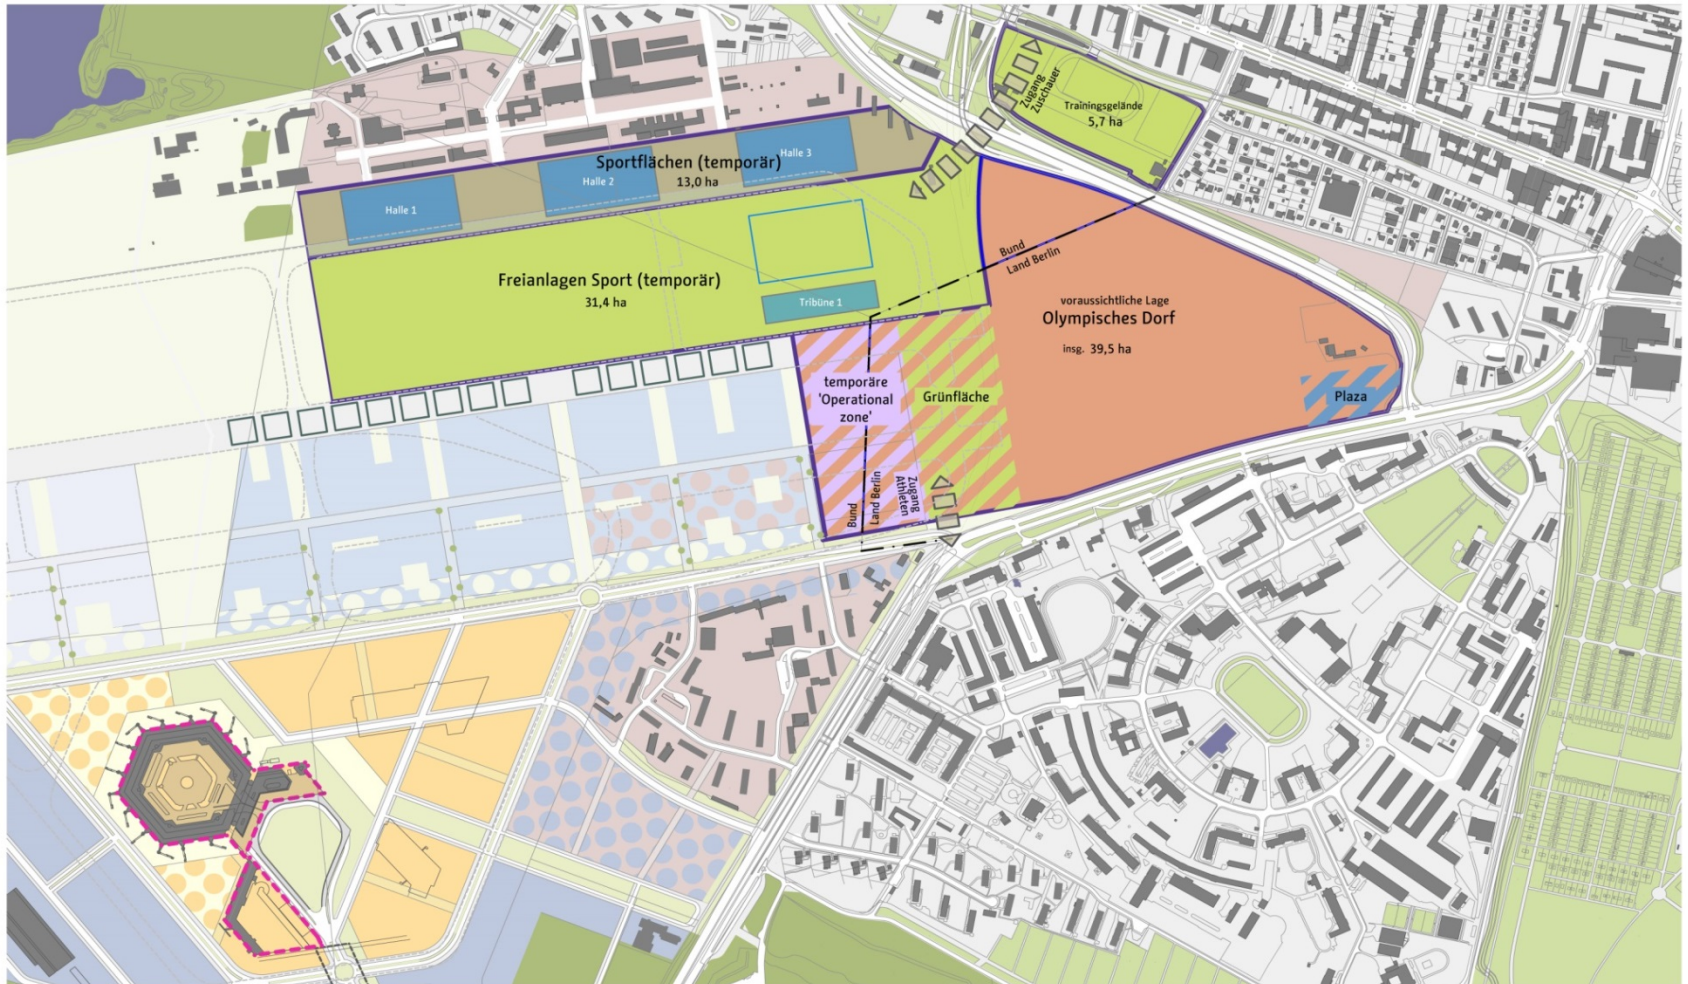 Zugang
Zuschauer
Trainingsgelände
5,7 ha
Sportflächen (temporär)
13,0 ha
Halle 1
Halle 2
Halle 3
Freianlagen Sport (temporär)
31,4 ha
Tribüne 1
Bund
Land Berlin
voraussichtliche Lage
Olympisches Dorf
insg. 39,5 ha
temporäre
'Operational
zone'
Grünfläche
Plaza
Bund
Land Berlin
Zugang
Athleten